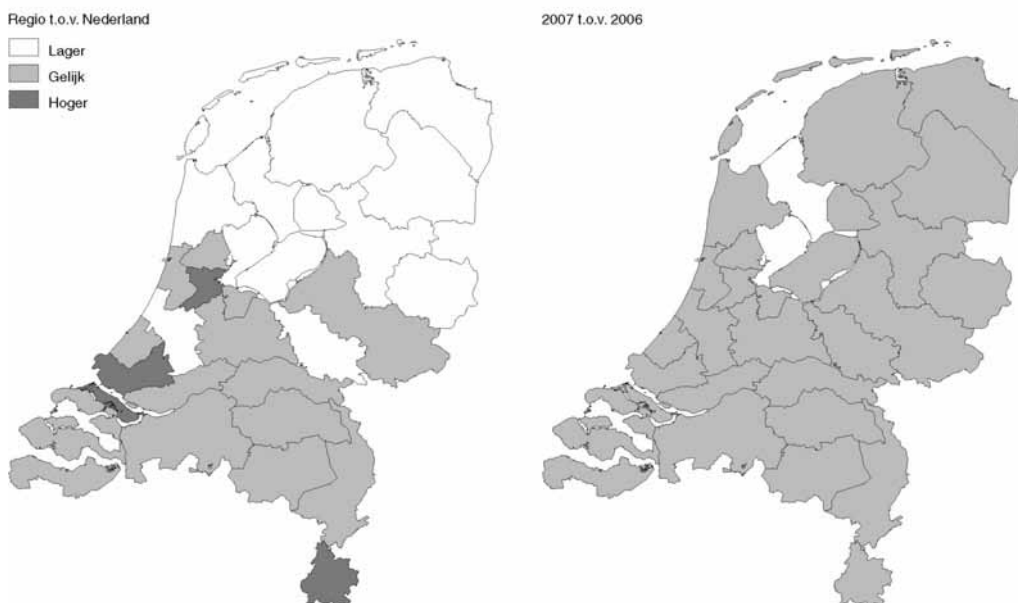 Regio t.o.v. Nederland
Lager
Gelijk
Hoger
2007 t.o.v. 2006